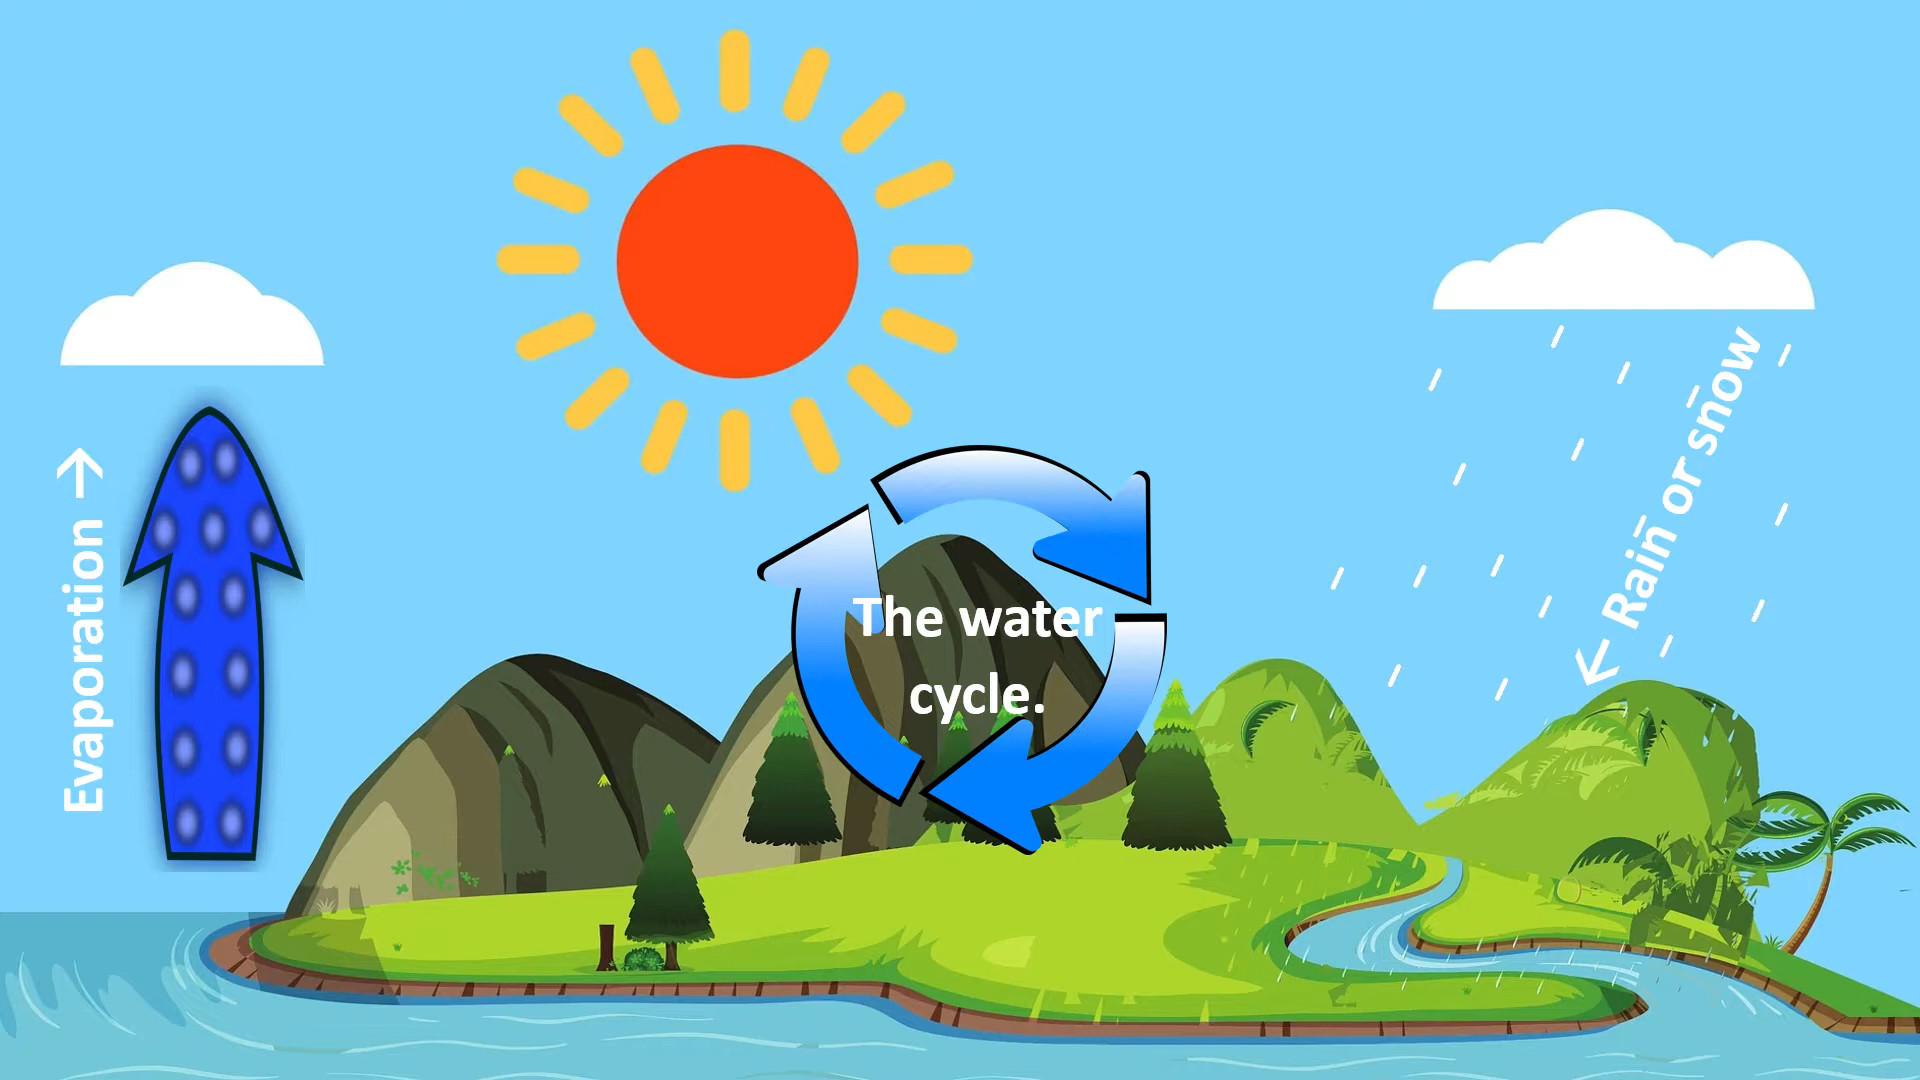 Evaporation →
The water
cycle.
← Rain or snow